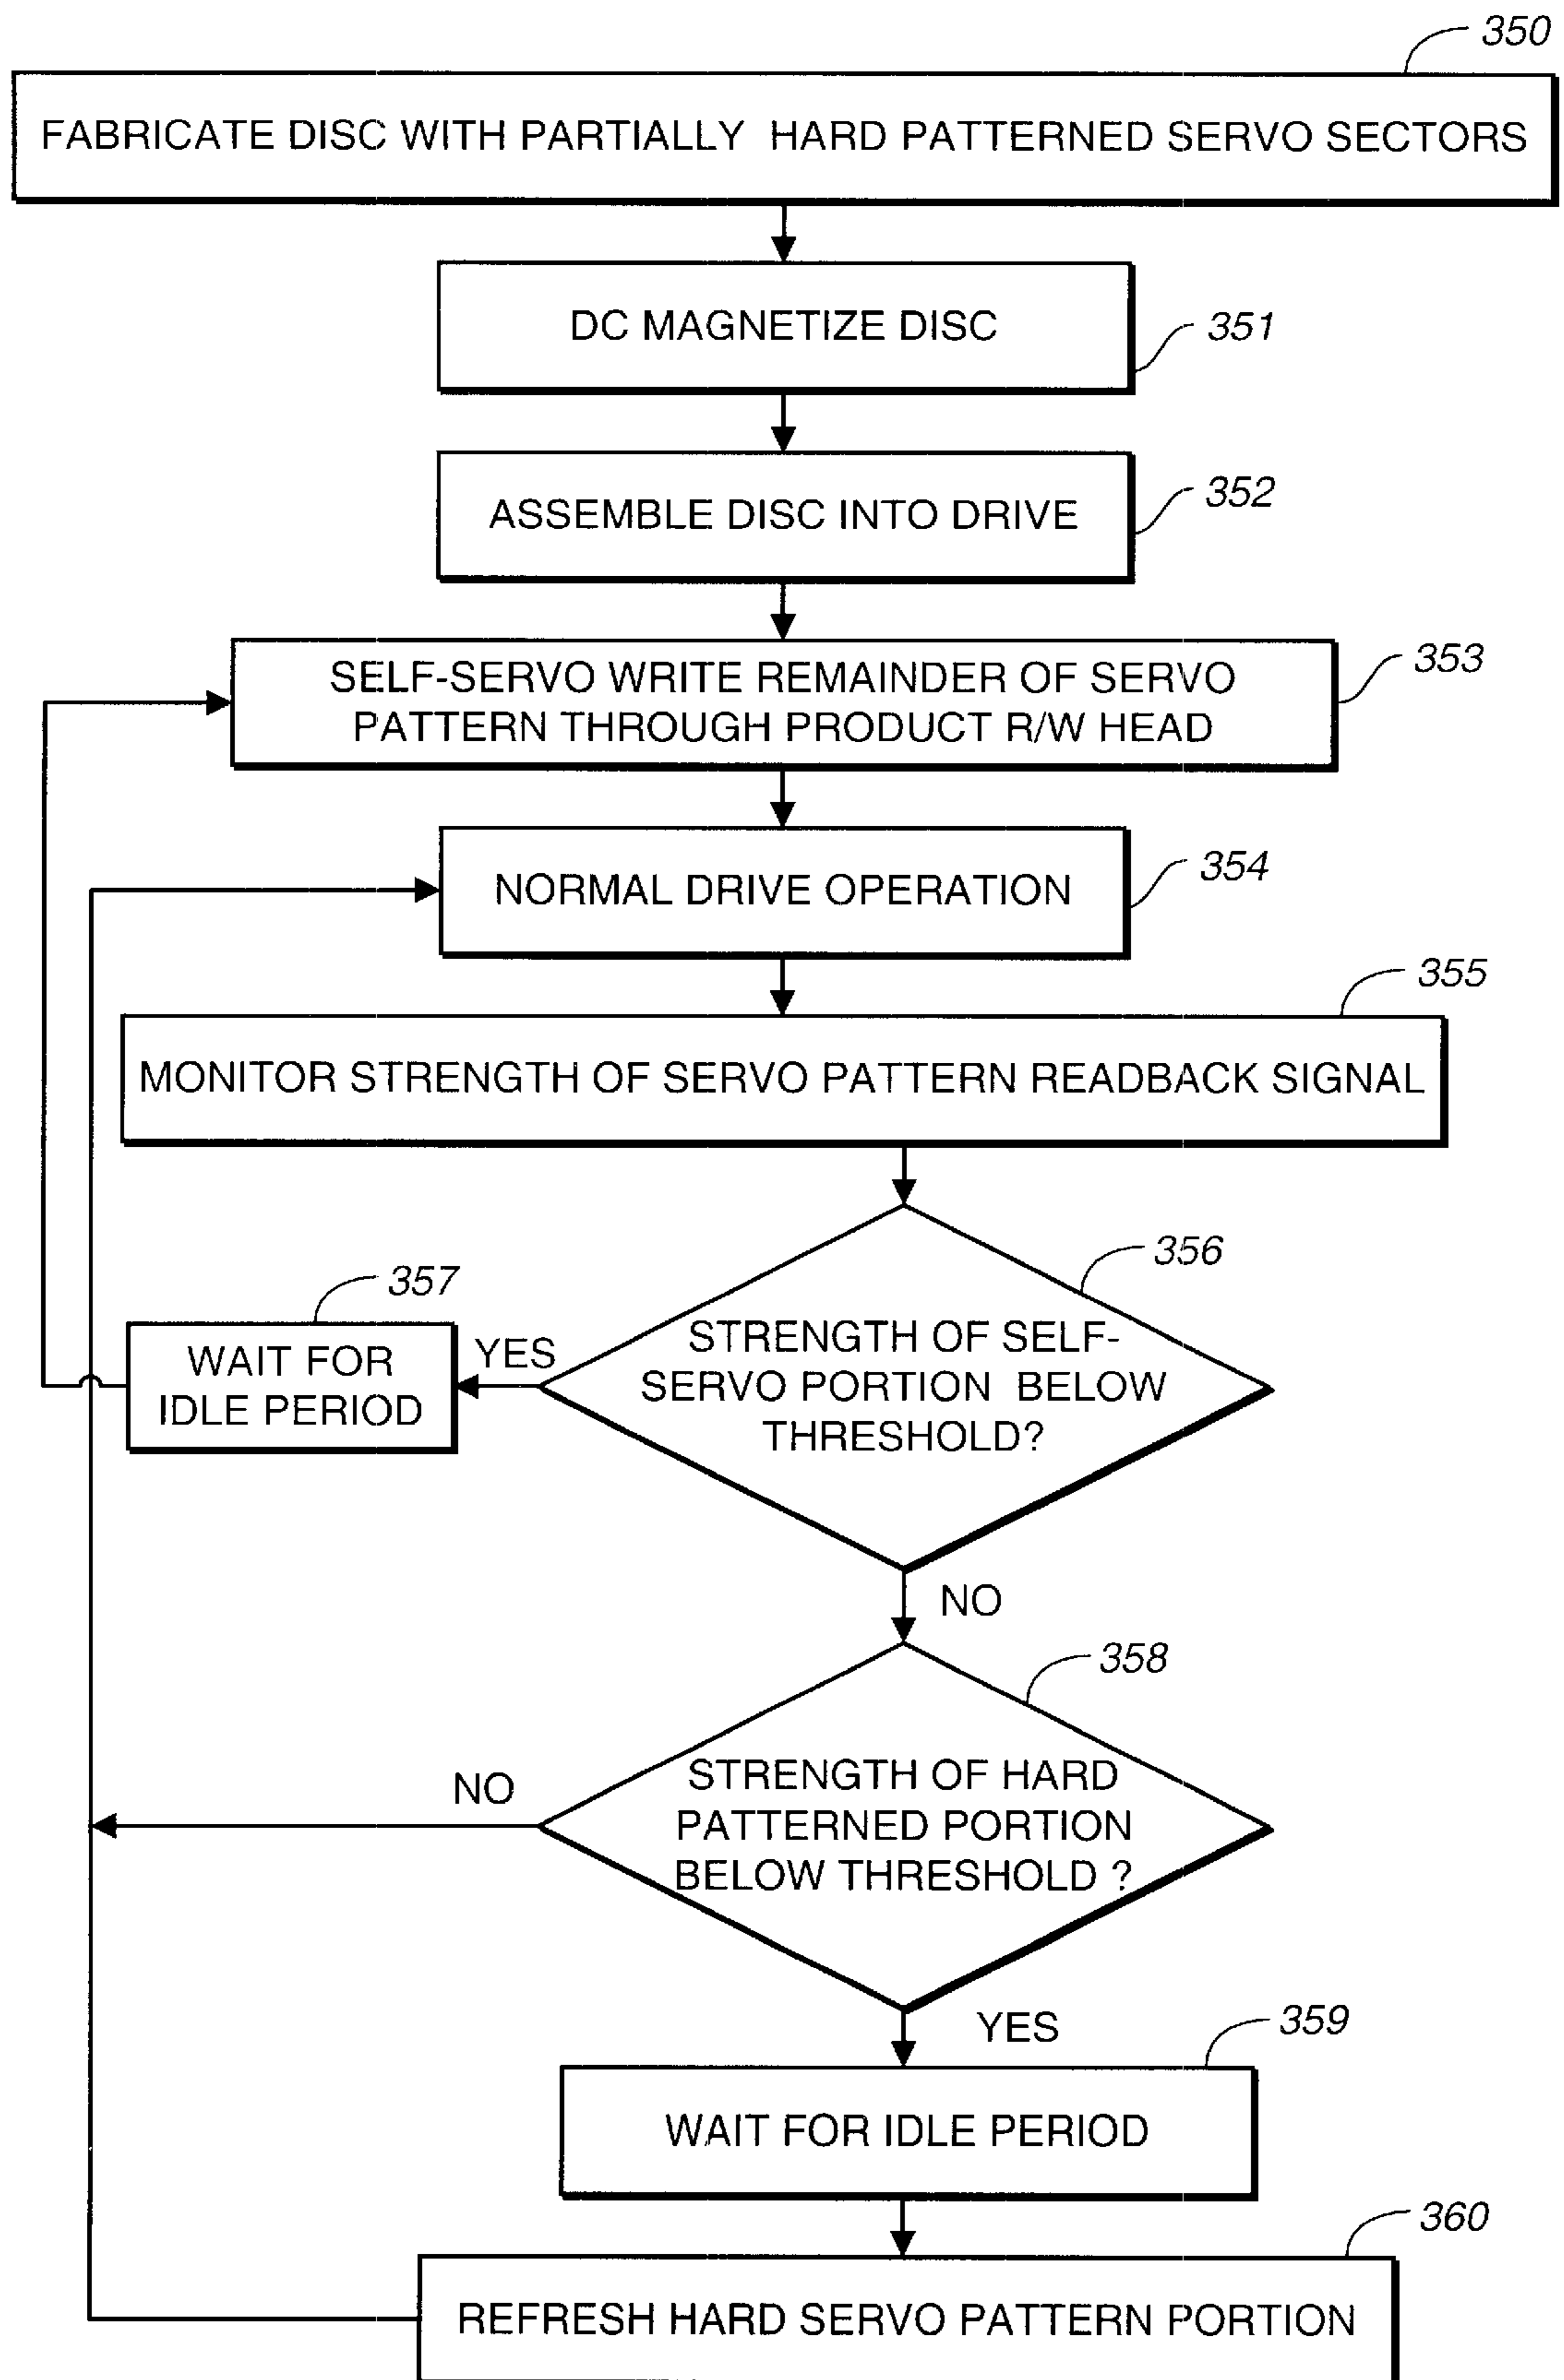 350
FABRICATE DISC WITH PARTIALLY HARD PATTERNED SERVO SECTORS
DC MAGNETIZE DISC
351
ASSEMBLE DISC INTO DRIVE
352
SELF-SERVO WRITE REMAINDER OF SERVO
PATTERN THROUGH PRODUCT R/W HEAD
353
NORMAL DRIVE OPERATION
354
355
MONITOR STRENGTH OF SERVO PATTERN READBACK SIGNAL
356
STRENGTH OF SELF-
SERVO PORTION BELOW
THRESHOLD?
YES
357
WAIT FOR
IDLE PERIOD
NO
358
STRENGTH OF HARD
PATTERNED PORTION
BELOW THRESHOLD ?
NO
YES
359
WAIT FOR IDLE PERIOD
360
REFRESH HARD SERVO PATTERN PORTION